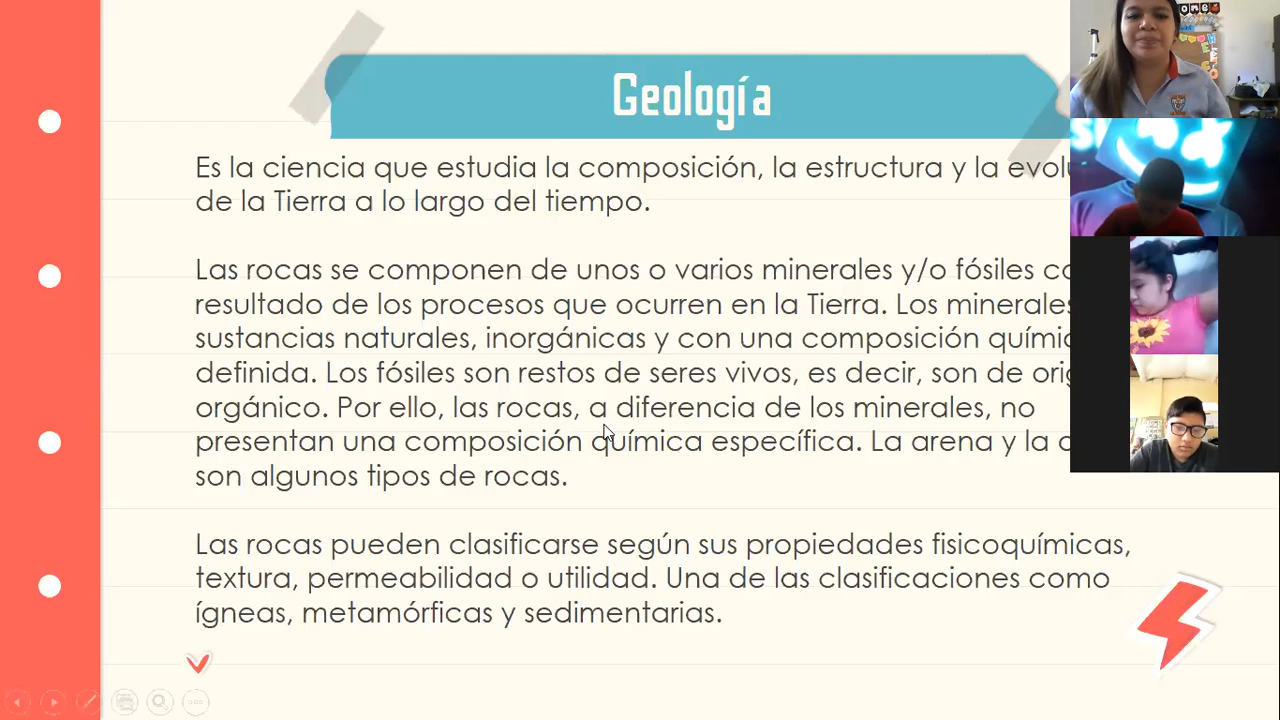 Geología
Es la ciencia que estudia la composición, la estructura y la
de la Tierra a lo largo del tiempo.
Las rocas se componen de unos o varios minerales y/o fósiles
resultado de los procesos que ocurren en la Tierra. Los minerales
sustancias naturales, inorgánicas y con una composición
definida. Los fósiles son restos de seres vivos, es decir, son de
orgánico. Por ello, las rocas, a diferencia de los minerales, no
presentan una composición química específica. La arena y la
son algunos tipos de rocas.
Las rocas pueden clasificarse según sus propiedades fisicoquímicas,
textura, permeabilidad o utilidad. Una de las clasificaciones como
ígneas, metamórficas y sedimentarias.